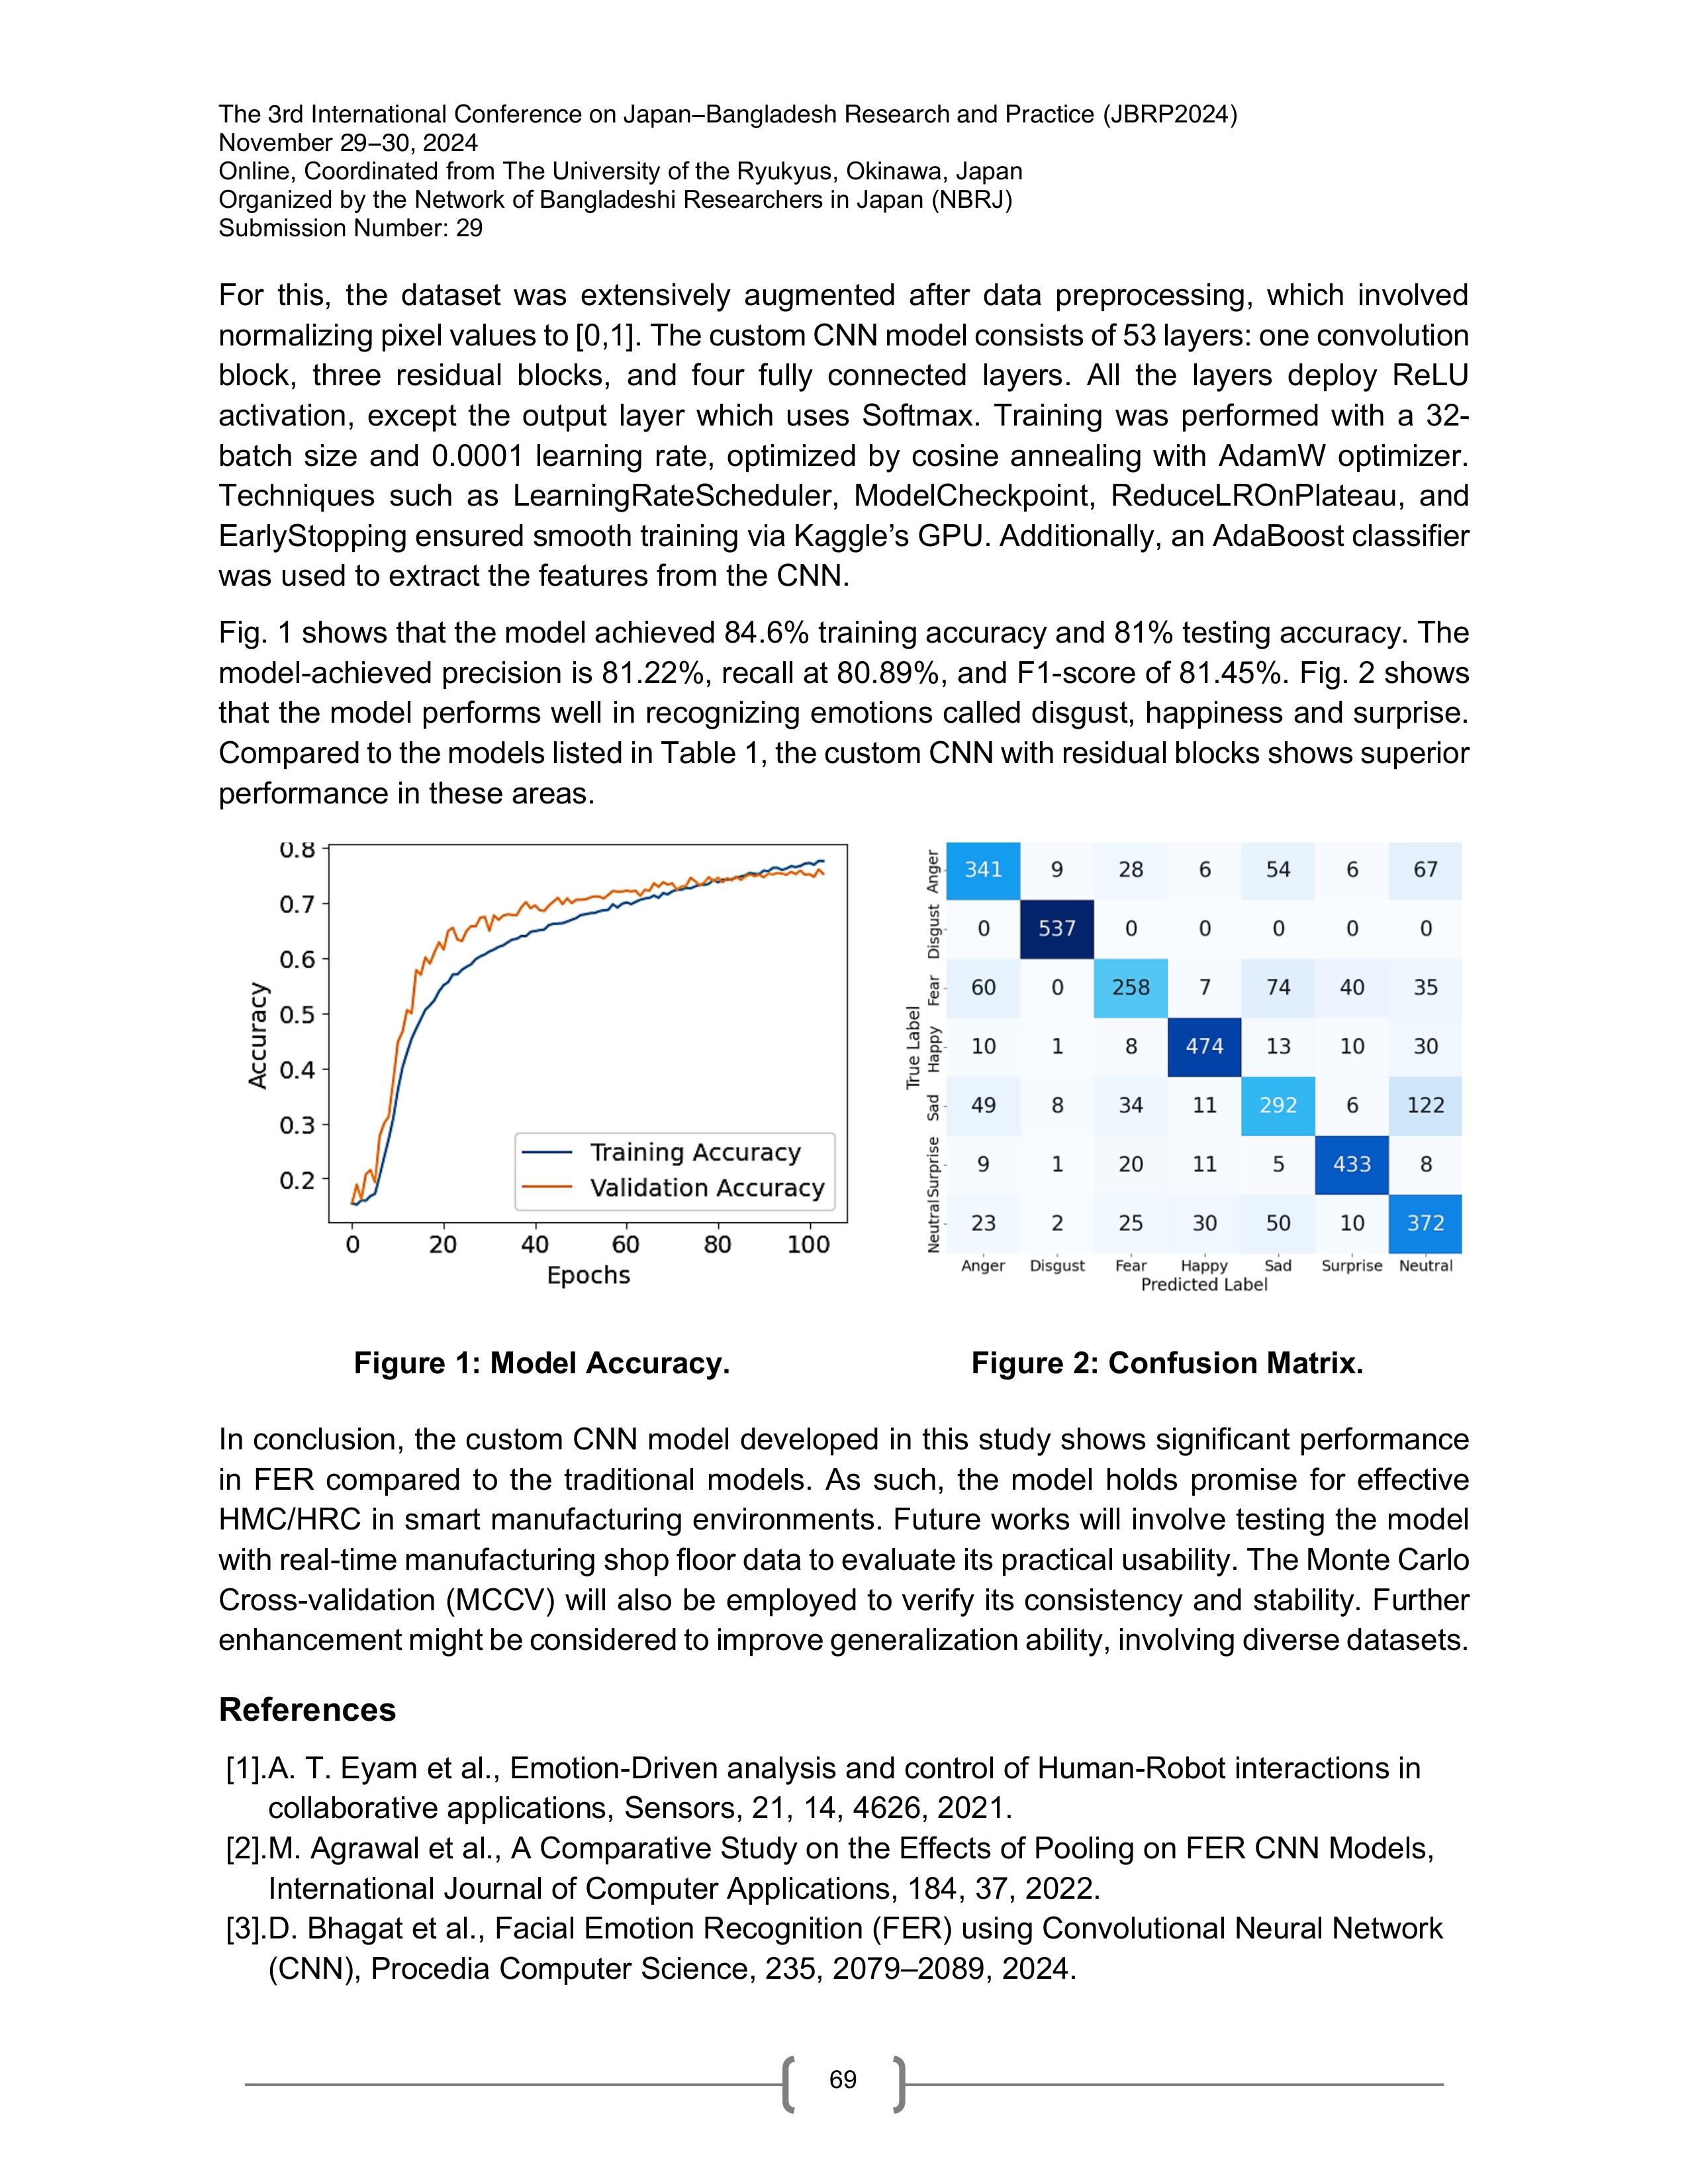 The 3rd International Conference on Japan–Bangladesh Research and Practice (JBRP2024)
November 29–30, 2024
Online, Coordinated from The University of the Ryukyus, Okinawa, Japan
Organized by the Network of Bangladeshi Researchers in Japan (NBRJ)
Submission Number: 29
For this, the dataset was extensively augmented after data preprocessing, which involved
normalizing pixel values to [0,1]. The custom CNN model consists of 53 layers: one convolution
block, three residual blocks, and four fully connected layers. All the layers deploy ReLU
activation, except the output layer which uses Softmax. Training was performed with a 32-
batch size and 0.0001 learning rate, optimized by cosine annealing with AdamW optimizer.
Techniques such as LearningRateScheduler, ModelCheckpoint, ReduceLROnPlateau, and
EarlyStopping ensured smooth training via Kaggle’s GPU. Additionally, an AdaBoost classifier
was used to extract the features from the CNN.
Fig. 1 shows that the model achieved 84.6% training accuracy and 81% testing accuracy. The
model-achieved precision is 81.22%, recall at 80.89%, and F1-score of 81.45%. Fig. 2 shows
that the model performs well in recognizing emotions called disgust, happiness and surprise.
Compared to the models listed in Table 1, the custom CNN with residual blocks shows superior
performance in these areas.
0.8
0.7
0.6
0.5
0.4
0.3
0.2
Accuracy
Training Accuracy
Validation Accuracy
0 20 40 60 80 100
Epochs
True Label
Anger 341 9 28 6 54 6 67
Disgust 0 537 0 0 0 0 0
Fear 60 0 258 7 74 40 35
Happy 10 1 8 474 13 10 30
Sad 49 8 34 11 292 6 122
Surprise 9 1 20 11 5 433 8
Neutral 23 2 25 30 50 10 372
Anger Disgust Fear Happy Sad Surprise Neutral
Predicted Label
Figure 1: Model Accuracy.
Figure 2: Confusion Matrix.
In conclusion, the custom CNN model developed in this study shows significant performance
in FER compared to the traditional models. As such, the model holds promise for effective
HMC/HRC in smart manufacturing environments. Future works will involve testing the model
with real-time manufacturing shop floor data to evaluate its practical usability. The Monte Carlo
Cross-validation (MCCV) will also be employed to verify its consistency and stability. Further
enhancement might be considered to improve generalization ability, involving diverse datasets.
References
[1].A. T. Eyam et al., Emotion-Driven analysis and control of Human-Robot interactions in
collaborative applications, Sensors, 21, 14, 4626, 2021.
[2].M. Agrawal et al., A Comparative Study on the Effects of Pooling on FER CNN Models,
International Journal of Computer Applications, 184, 37, 2022.
[3].D. Bhagat et al., Facial Emotion Recognition (FER) using Convolutional Neural Network
(CNN), Procedia Computer Science, 235, 2079–2089, 2024.
69